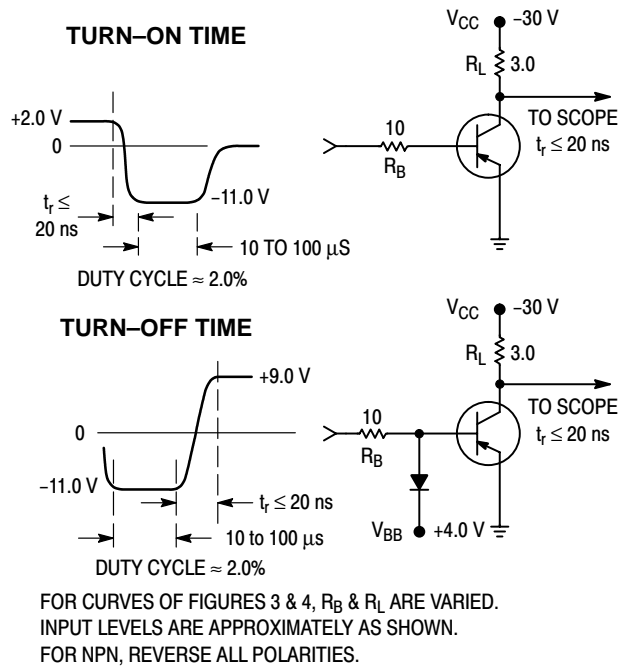 TURN–ON TIME
VCC
–30 V
RL
3.0
+2.0 V
0
10
RB
TO SCOPE
tr ≤ 20 ns
tr ≤
20 ns
–11.0 V
10 TO 100 μS
DUTY CYCLE ≈ 2.0%
TURN–OFF TIME
VCC
–30 V
RL
3.0
+9.0 V
0
10
RB
TO SCOPE
tr ≤ 20 ns
–11.0 V
tr ≤ 20 ns
VBB
+4.0 V
10 to 100 μs
DUTY CYCLE ≈ 2.0%
FOR CURVES OF FIGURES 3 & 4, RB & RL ARE VARIED.
INPUT LEVELS ARE APPROXIMATELY AS SHOWN.
FOR NPN, REVERSE ALL POLARITIES.